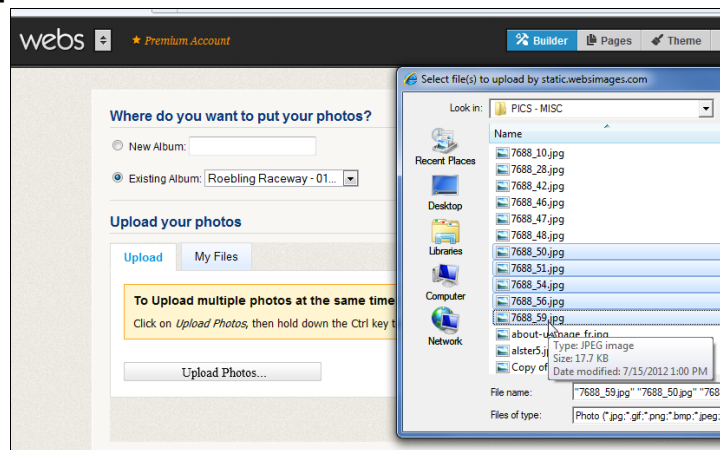 webs
★ Premium Account
Builder
Pages
Theme
Where do you want to put your photos?
New Album:
Existing Album: Roebling Raceway - 01...
Upload your photos
Upload
My Files
To Upload multiple photos at the same time
Click on Upload Photos, then hold down the Ctrl key t
Upload Photos...
Select file(s) to upload by static.websimages.com
Look in: PICS - MISC
Recent Places
Desktop
Libraries
Computer
Network
Name
7688_10.jpg
7688_28.jpg
7688_42.jpg
7688_46.jpg
7688_47.jpg
7688_48.jpg
7688_50.jpg
7688_51.jpg
7688_54.jpg
7688_56.jpg
7688_59.jpg
alster5.j
Copy of
Type: JPEG image
Size: 17.7 KB
Date modified: 7/15/2012 1:00 PM
File name: "7688_59.jpg" "7688_50.jpg" "768
Files of type: Photo (*.jpg;*.gif;*.png;*.bmp;*.jpeg;